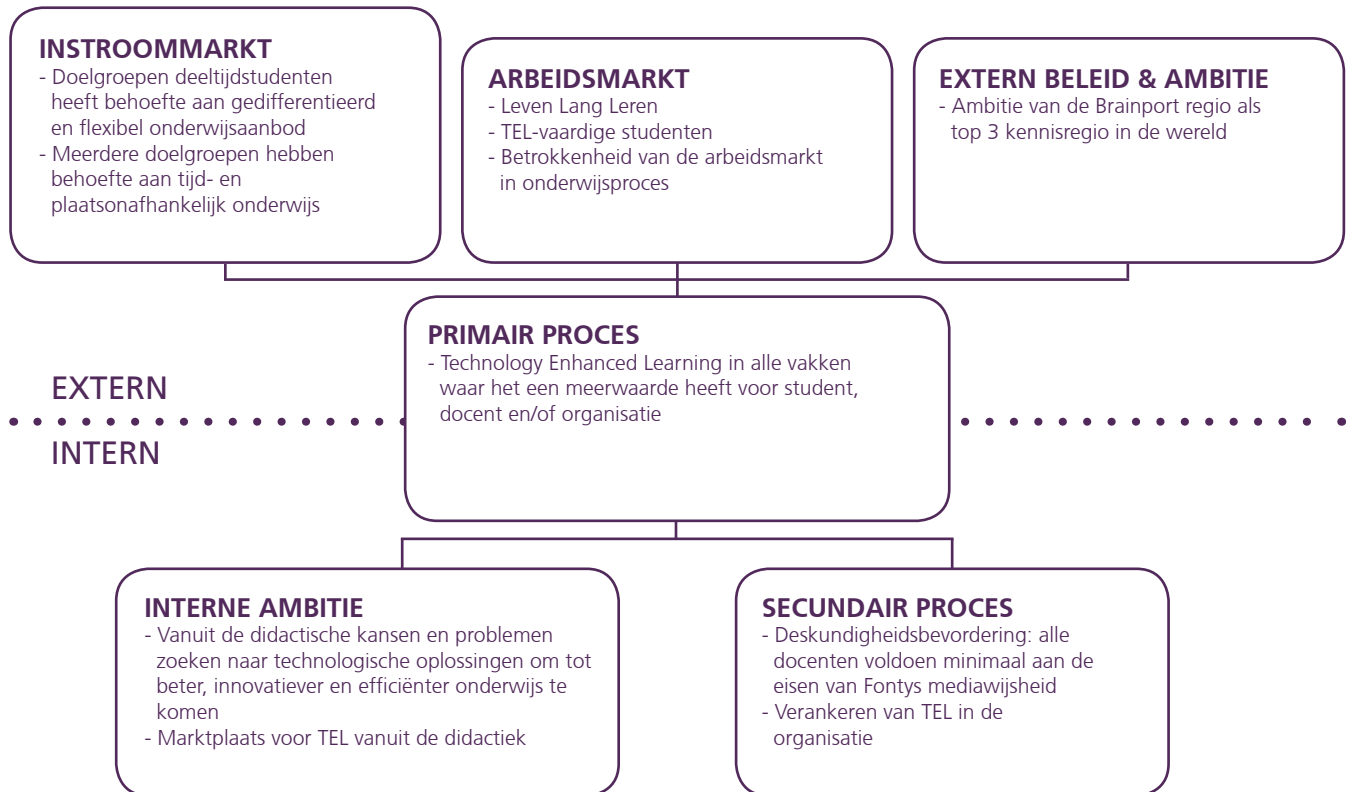 INSTROOMMARKT
- Doelgroepen deeltijdstudenten
heeft behoefte aan gedifferentieerd
en flexibel onderwijsaanbod
- Meerdere doelgroepen hebben
behoefte aan tijd- en
plaatsonafhankelijk onderwijs
ARBEIDSMARKT
- Leven Lang Leren
- TEL-vaardige studenten
- Betrokkenheid van de arbeidsmarkt
in onderwijsproces
EXTERN BELEID & AMBITIE
- Ambitie van de Brainport regio als
top 3 kennisregio in de wereld
PRIMAIR PROCES
- Technology Enhanced Learning in alle vakken
waar het een meerwaarde heeft voor student,
docent en/of organisatie
EXTERN
INTERN
INTERNE AMBITIE
- Vanuit de didactische kansen en problemen
zoeken naar technologische oplossingen om tot
beter, innovatiever en efficiënter onderwijs te
komen
- Marktplaats voor TEL vanuit de didactiek
SECUNDAIR PROCES
- Deskundigheidsbevordering: alle
docenten voldoen minimaal aan de
eisen van Fontys mediawijsheid
- Verankeren van TEL in de
organisatie